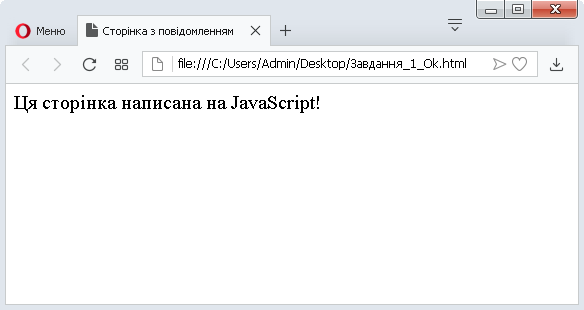 Меню
Сторінка з повідомленням
file:///C:/Users/Admin/Desktop/Завдання_1_Ok.html
Ця сторінка написана на JavaScript!